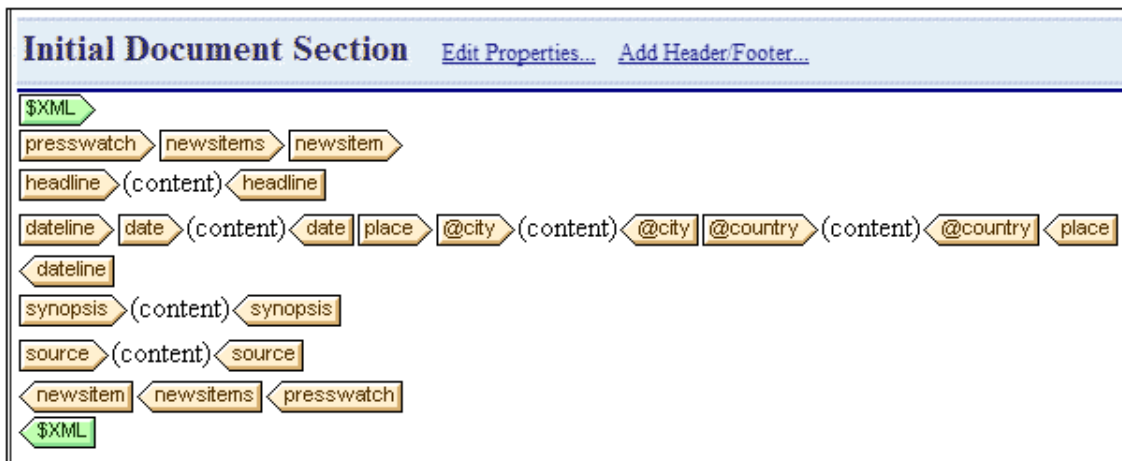 Initial Document Section Edit Properties... Add Header/Footer...
$XML
presswatch newsitems newsitem
headline (content) headline
dateline date (content) date place @city (content) @city @country (content) @country place
dateline
synopsis (content) synopsis
source (content) source
newsitem newsitems presswatch
$XML